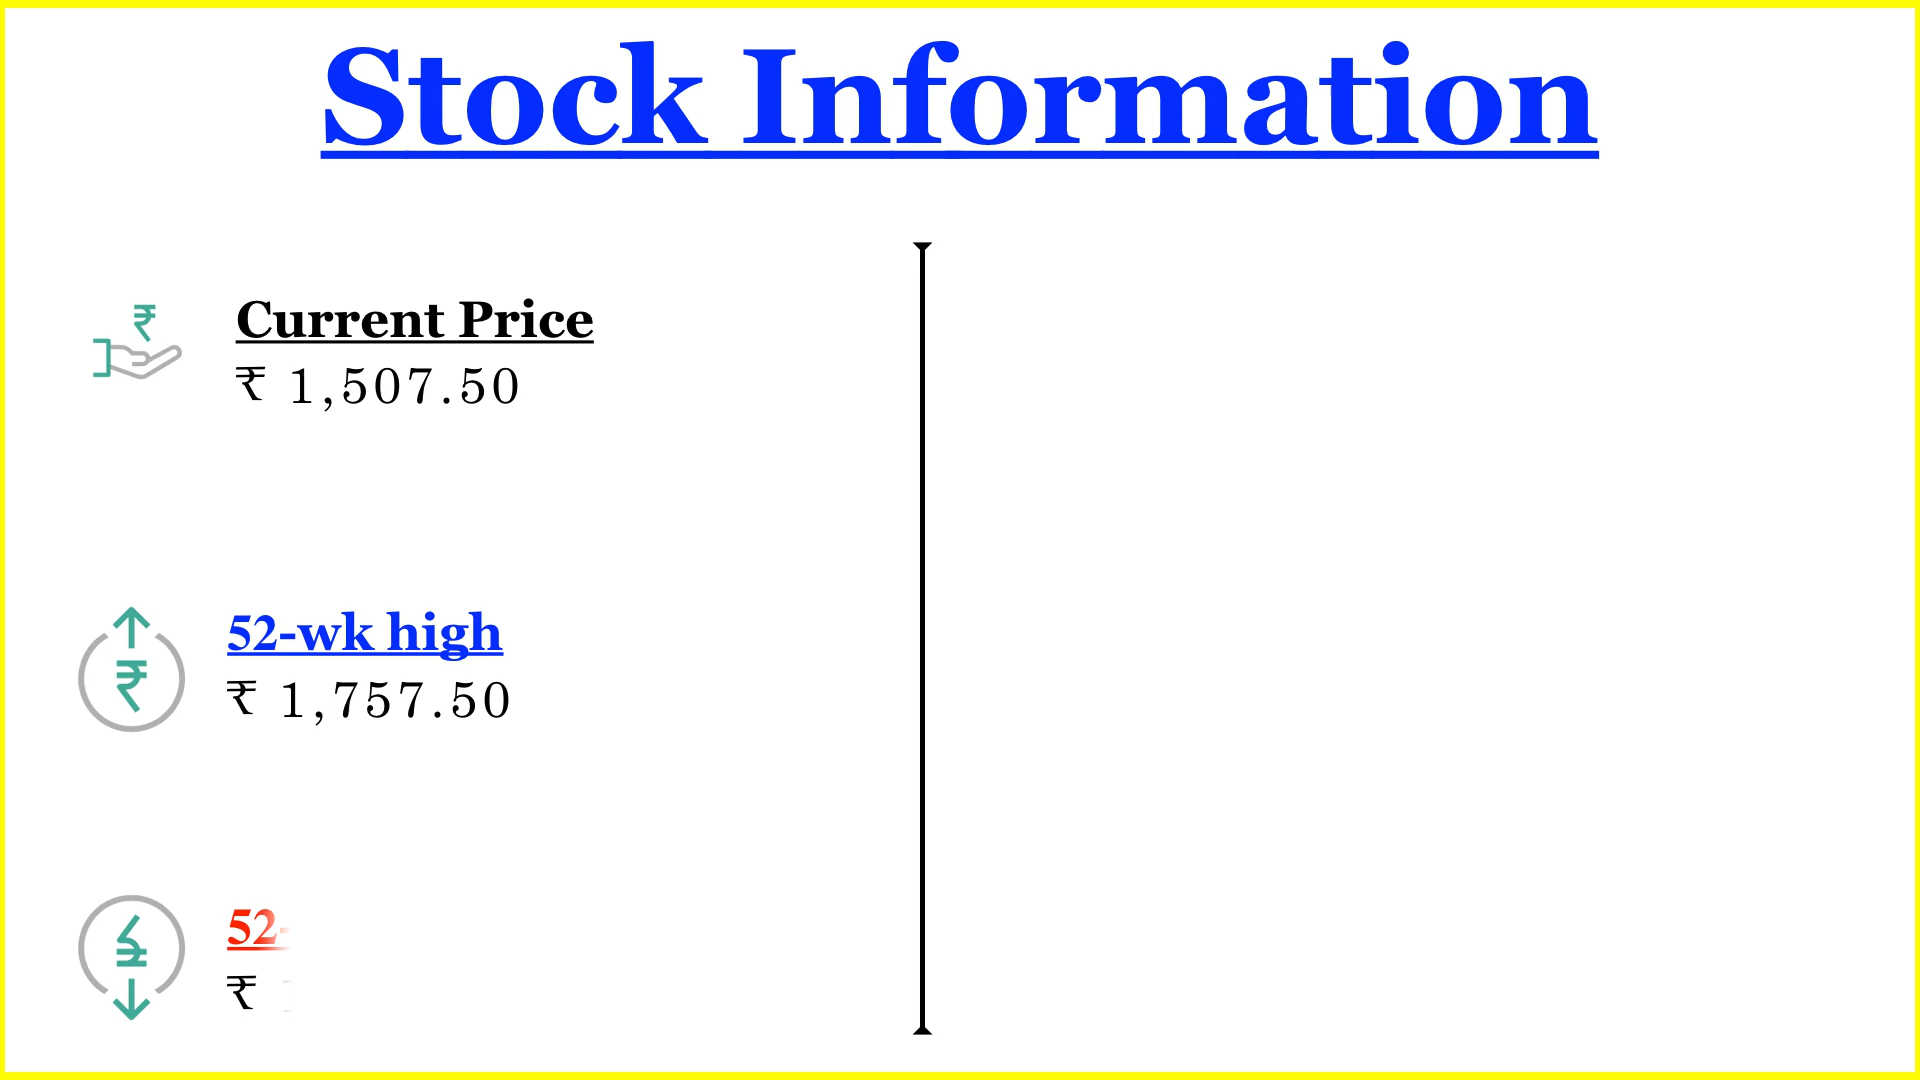 Stock Information
Current Price
₹ 1,507.50
52-wk high
₹ 1,757.50
52-
₹